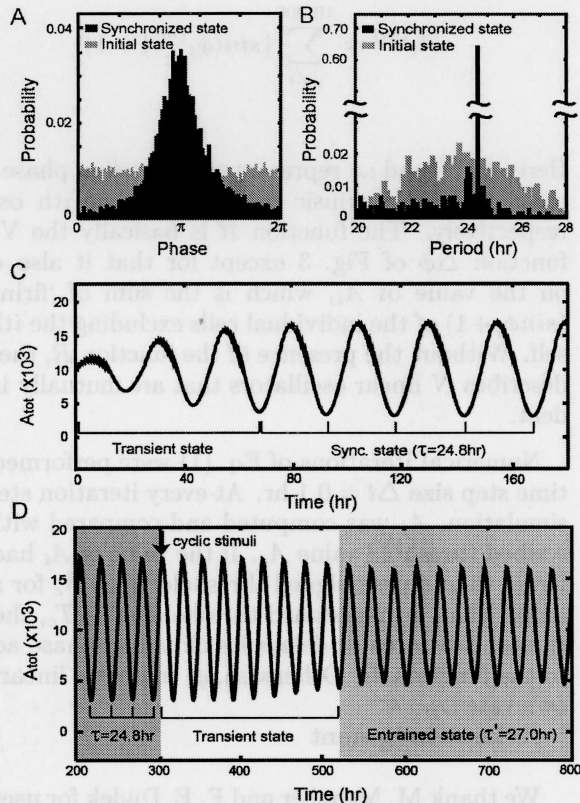 A
B
0.04
Synchronized state
Initial state
0.02
0
0 π 2π
Probability
Phase
0.70
0.60
Synchronized state
Initial state
0.02
0.01
0
20 22 24 26 28
Probability
Period (hr)
C
20
15
10
5
0
Atot (x10³)
Transient state
Sync. state (τ=24.8hr)
0 40 80 120 160
Time (hr)
D
cyclic stimuli
20
15
10
5
0
Atot (x10³)
τ=24.8hr
Transient state
Entrained state (τ'=27.0hr)
200 300 400 500 600 700 800
Time (hr)